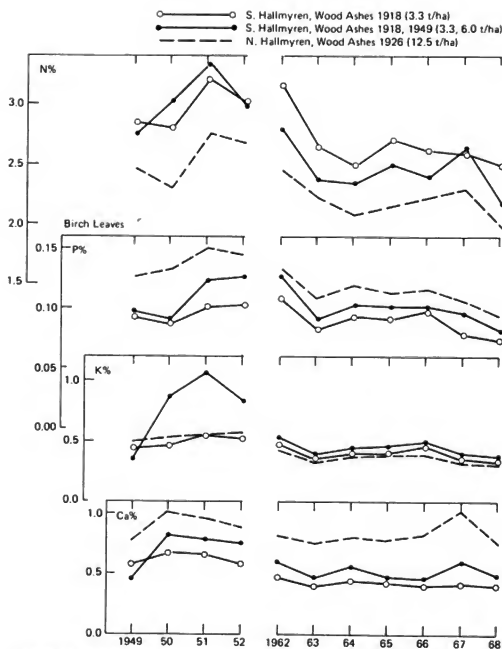 S. Hallmyren, Wood Ashes 1918 (3.3 t/ha)
S. Hallmyren, Wood Ashes 1918, 1949 (3.3, 6.0 t/ha)
N. Hallmyren, Wood Ashes 1926 (12.5 t/ha)
N%
3.0
2.5
2.0
1.5
Birch Leaves
P%
0.15
0.10
0.05
0.00
K%
1.0
0.5
0.0
Ca%
1.0
0.5
0.0
1949 50 51 52 1962 63 64 65 66 67 68